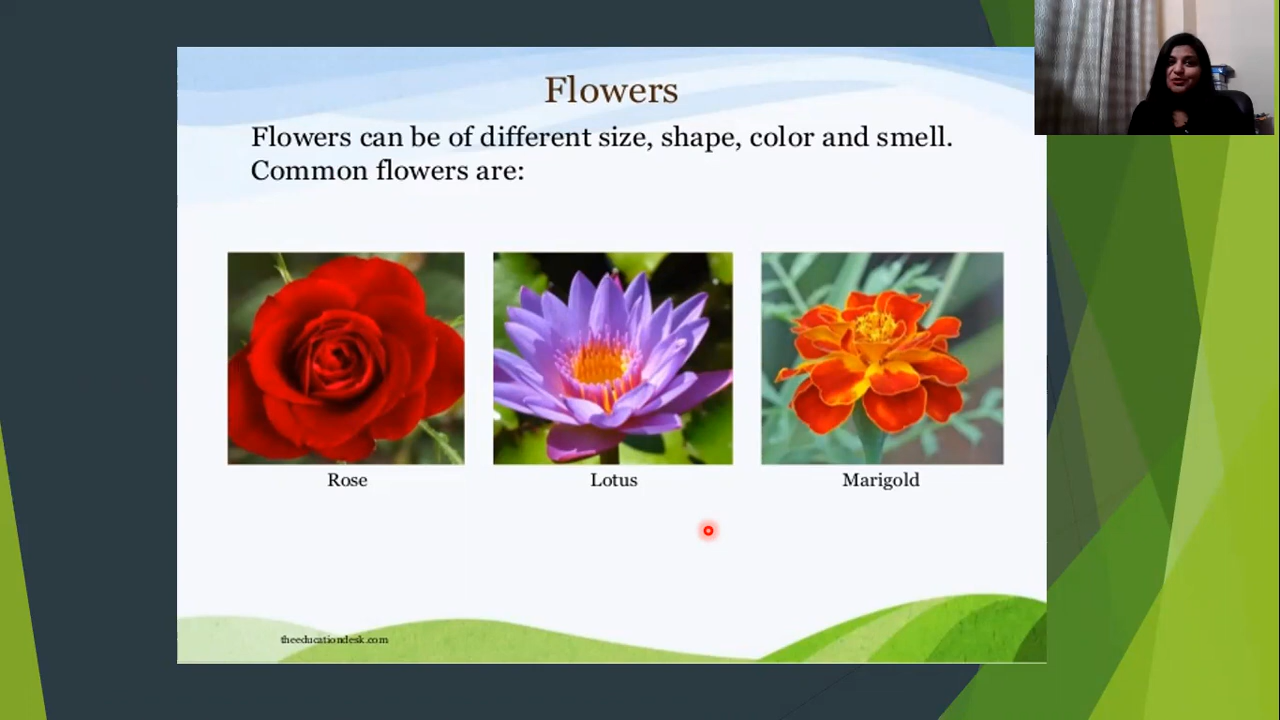 Flowers
Flowers can be of different size, shape, color and smell.
Common flowers are:
Rose
Lotus
Marigold
theeducationdesk.com